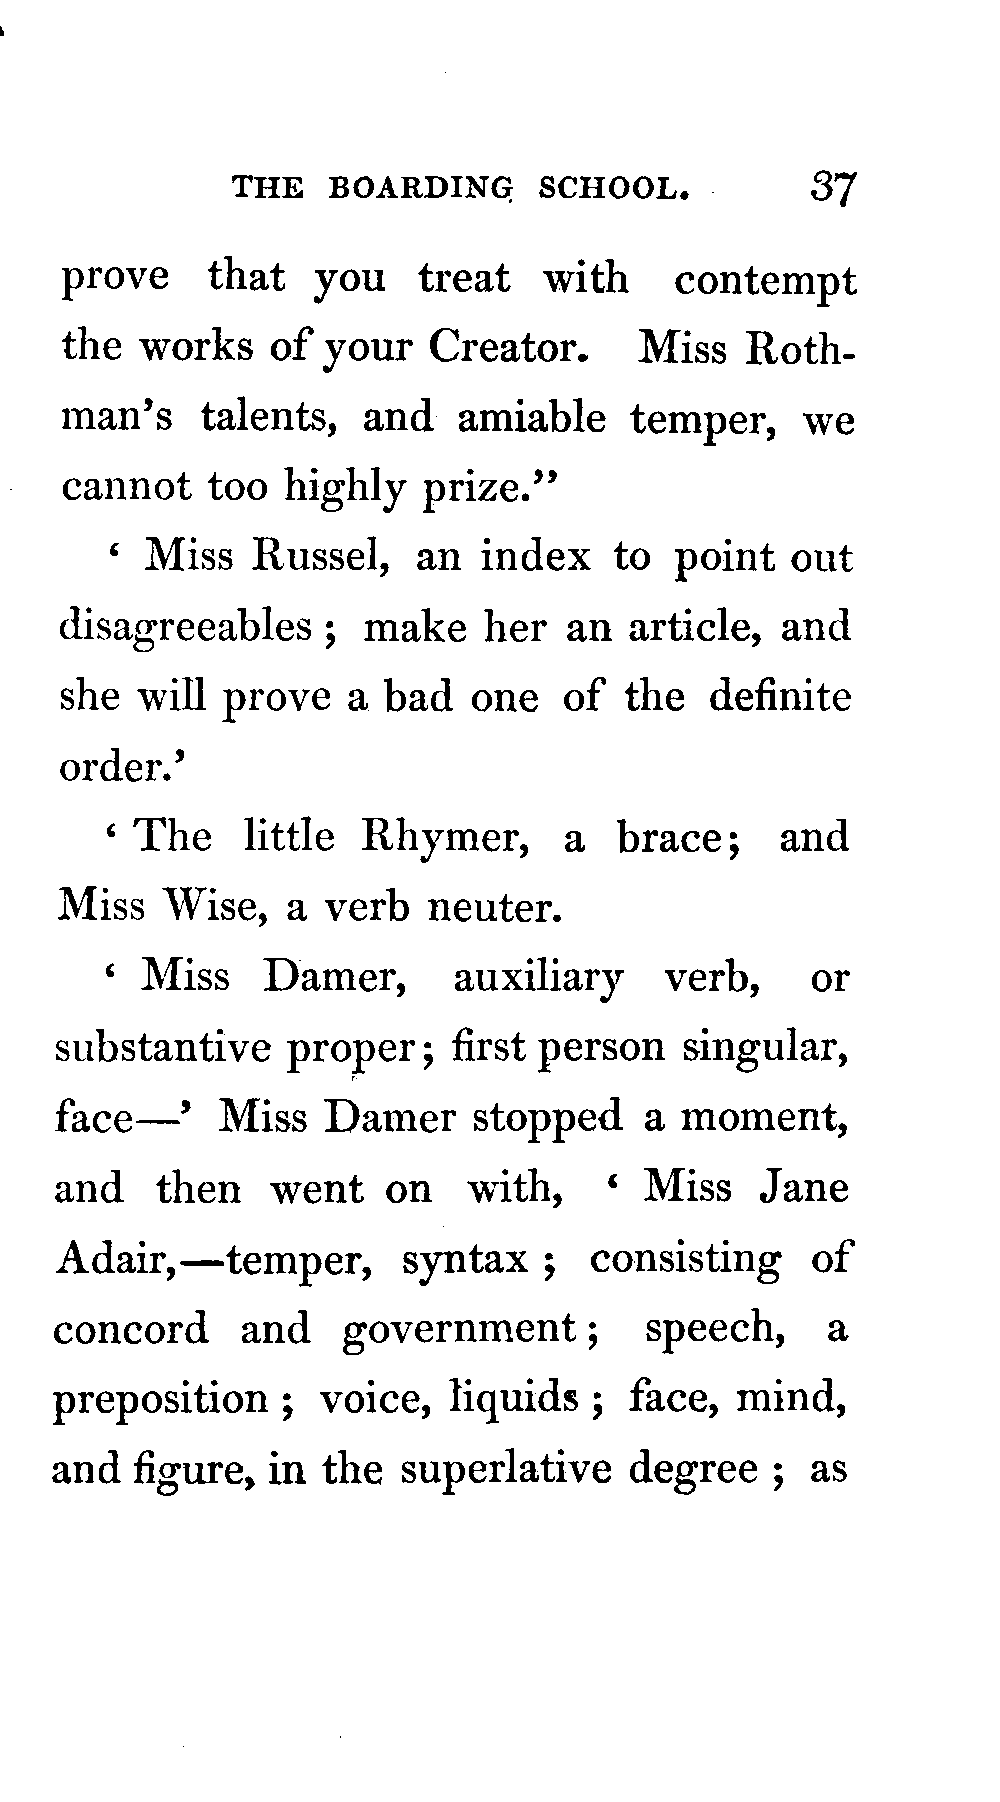 THE BOARDING SCHOOL. 37
prove that you treat with contempt
the works of your Creator. Miss Roth-
man's talents, and amiable temper, we
cannot too highly prize."
‘ Miss Russel, an index to point out
disagreeables ; make her an article, and
she will prove a bad one of the definite
order.’
‘ The little Rhymer, a brace; and
Miss Wise, a verb neuter.
‘ Miss Damer, auxiliary verb, or
substantive proper; first person singular,
face—’ Miss Damer stopped a moment,
and then went on with, ‘ Miss Jane
Adair,—temper, syntax ; consisting of
concord and government ; speech, a
preposition ; voice, liquids ; face, mind,
and figure, in the superlative degree ; as